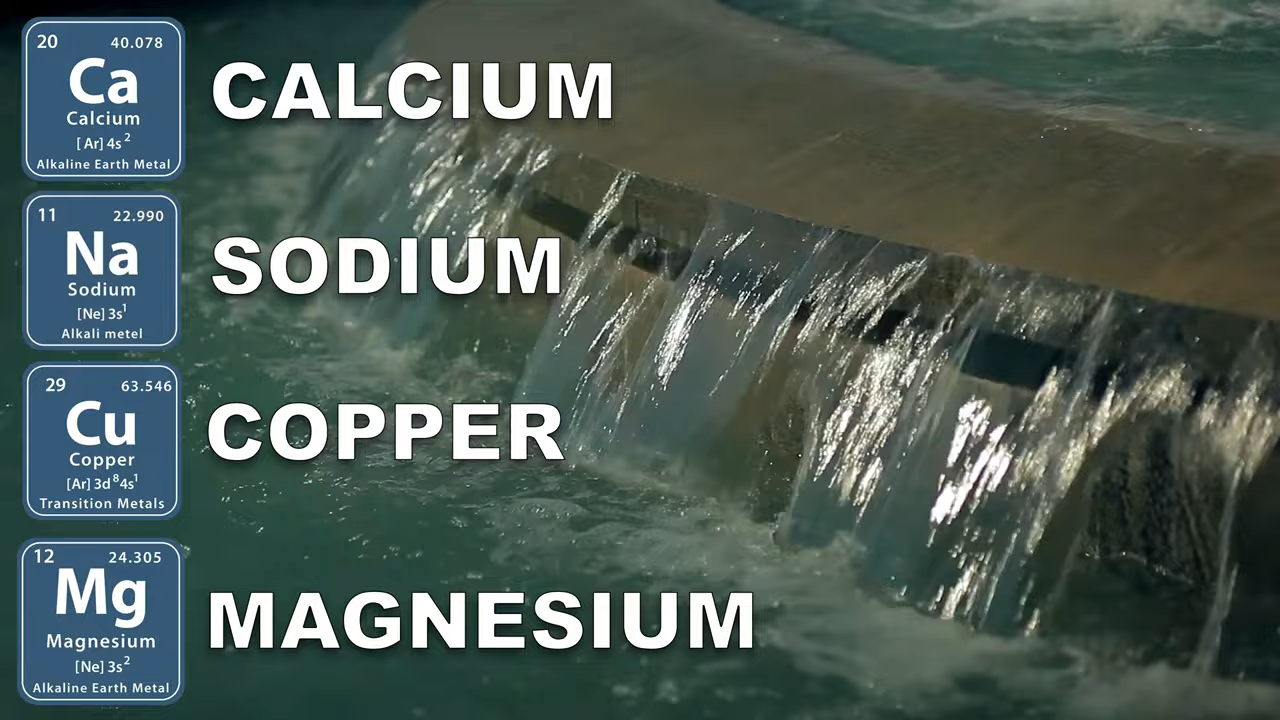 20 40.078
Ca
Calcium
[Ar] 4s²
Alkaline Earth Metal
CALCIUM
11 22.990
Na
Sodium
[Ne] 3s¹
Alkali metel
SODIUM
29 63.546
Cu
Copper
[Ar] 3d⁸4s¹
Transition Metals
COPPER
12 24.305
Mg
Magnesium
[Ne] 3s²
Alkaline Earth Metal
MAGNESIUM